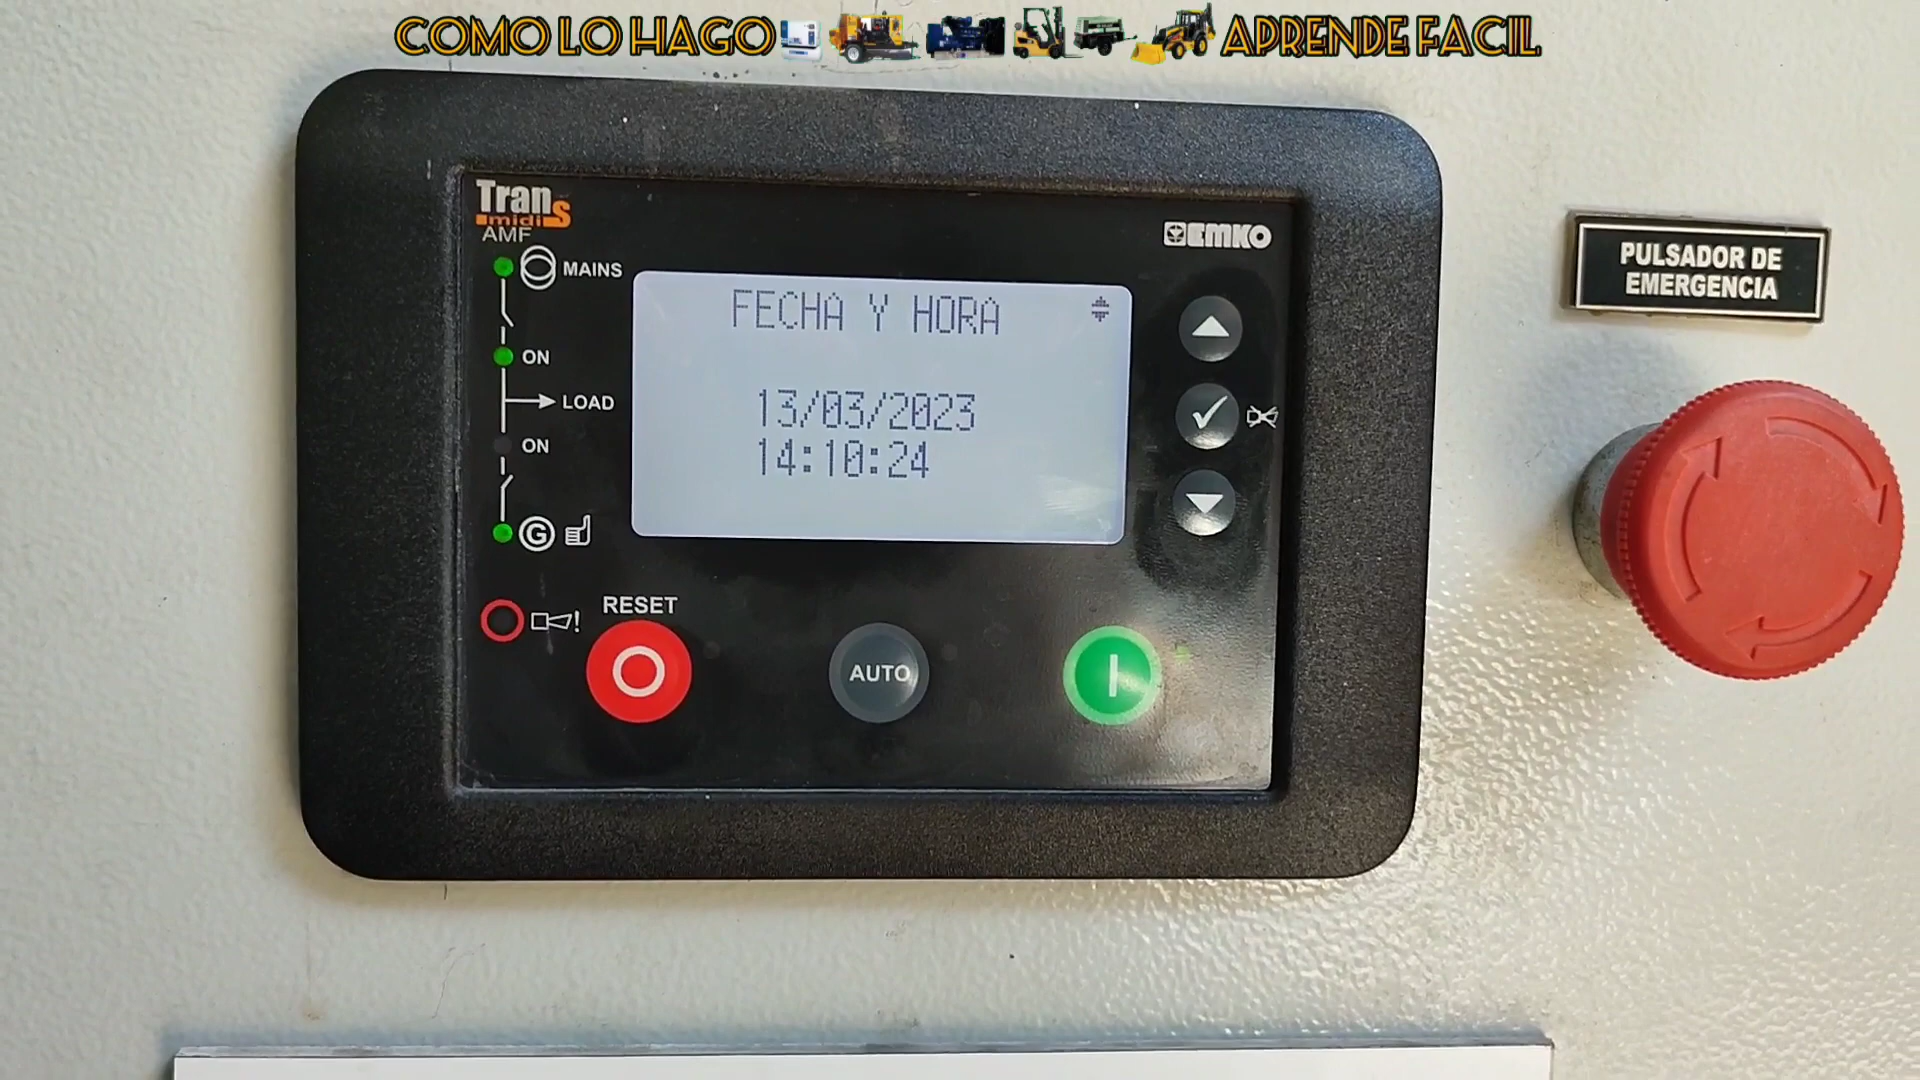 COMO LO HAGO APRENDE FACIL
Trans
midi
AMF
EMKO
MAINS
ON
LOAD
ON
G
FECHA Y HORA
13/03/2023
14:10:24
RESET
AUTO
PULSADOR DE
EMERGENCIA